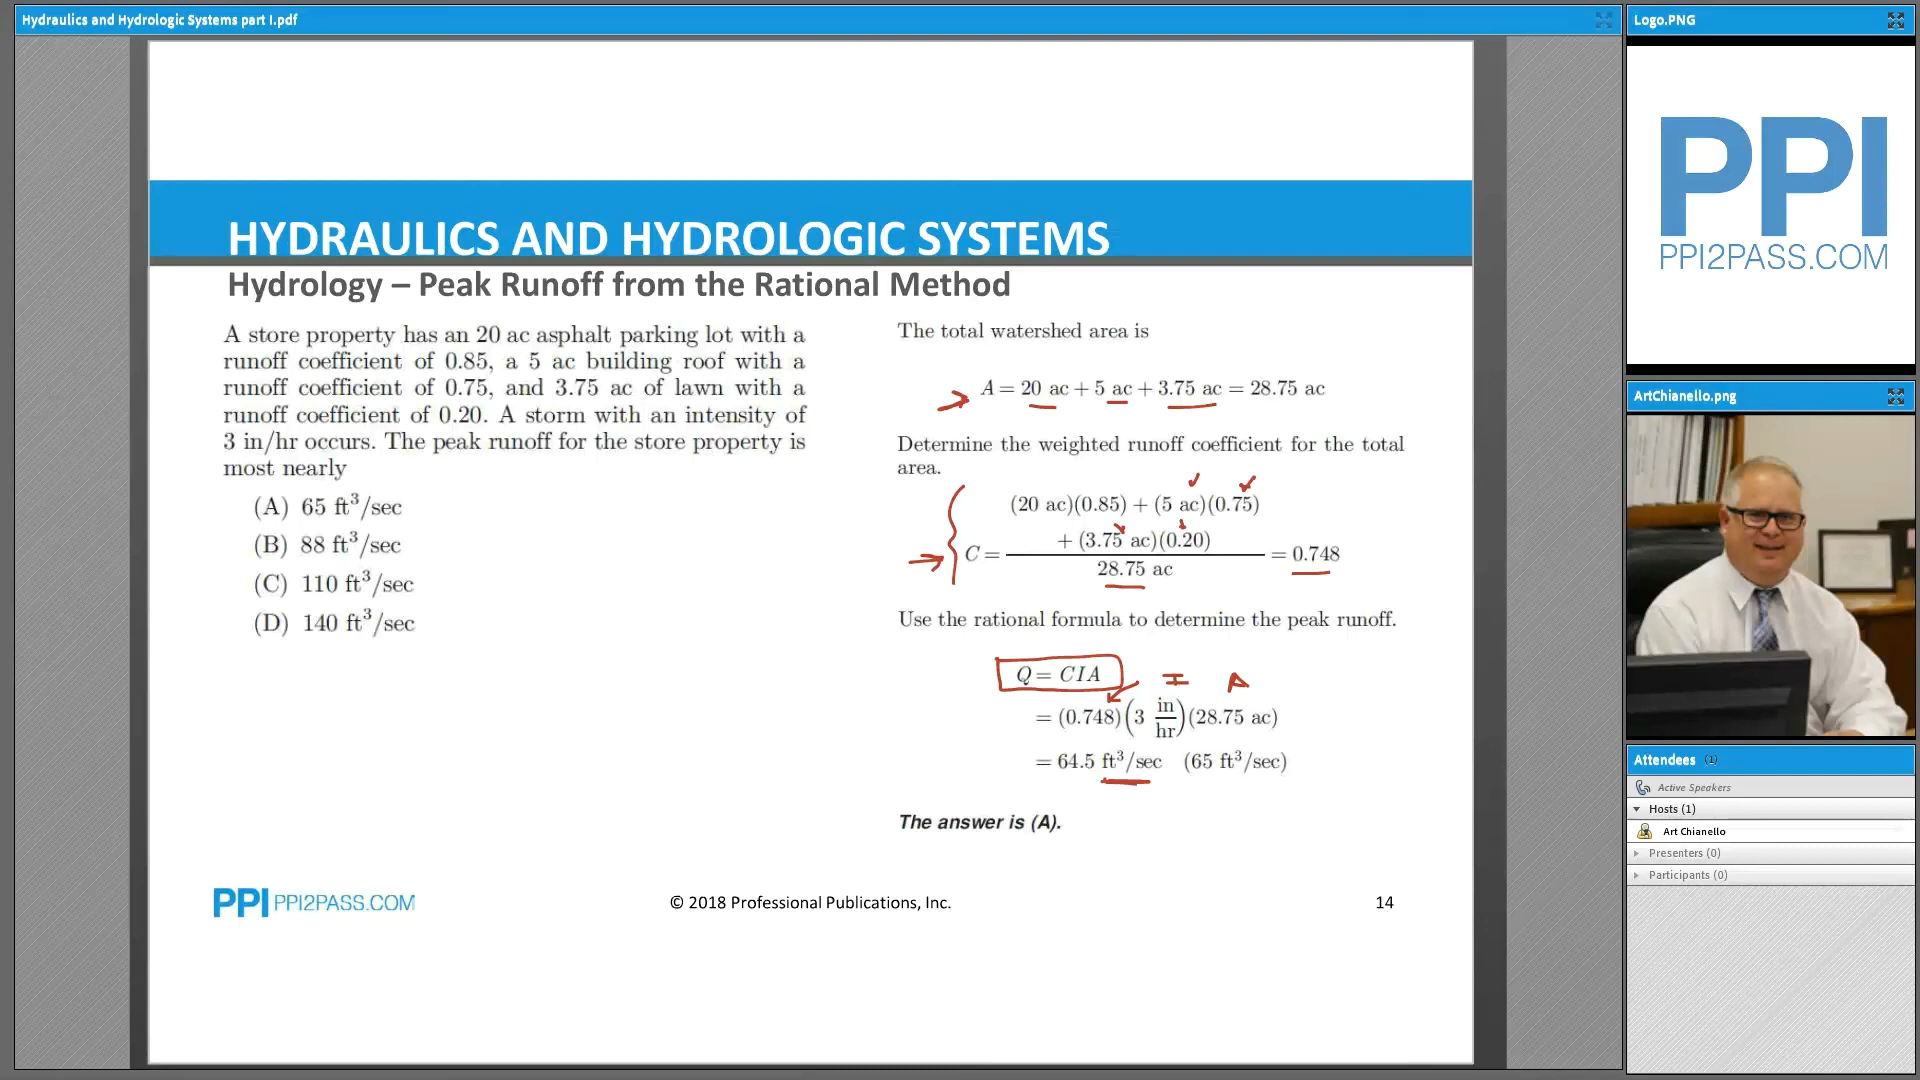 Hydraulics and Hydrologic Systems part I.pdf
HYDRAULICS AND HYDROLOGIC SYSTEMS
Hydrology – Peak Runoff from the Rational Method
A store property has an 20 ac asphalt parking lot with a
runoff coefficient of 0.85, a 5 ac building roof with a
runoff coefficient of 0.75, and 3.75 ac of lawn with a
runoff coefficient of 0.20. A storm with an intensity of
3 in/hr occurs. The peak runoff for the store property is
most nearly
(A) 65 ft³/sec
(B) 88 ft³/sec
(C) 110 ft³/sec
(D) 140 ft³/sec
The total watershed area is
A = 20 ac + 5 ac + 3.75 ac = 28.75 ac
Determine the weighted runoff coefficient for the total
area.
(20 ac)(0.85) + (5 ac)(0.75)
+ (3.75 ac)(0.20)
C = = 0.748
28.75 ac
Use the rational formula to determine the peak runoff.
Q = CIA
I A
= (0.748)(3 in/hr)(28.75 ac)
= 64.5 ft³/sec (65 ft³/sec)
The answer is (A).
PPI PPI2PASS.COM
© 2018 Professional Publications, Inc.
14
Logo.PNG
PPI
PPI2PASS.COM
ArtChianello.png
Attendees (1)
Active Speakers
Hosts (1)
Art Chianello
Presenters (0)
Participants (0)